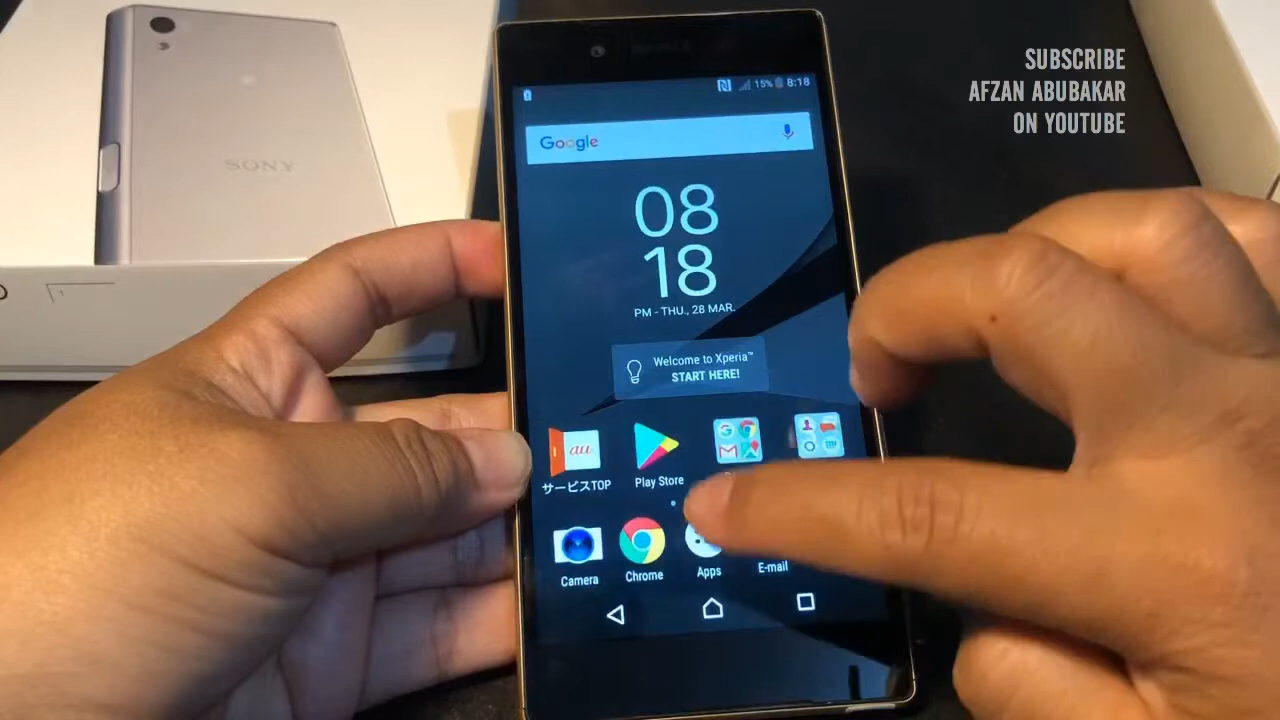 SUBSCRIBE
AFZAN ABUBAKAR
ON YOUTUBE
SONY
15% 8:18
Google
08
18
PM - THU., 28 MAR.
Welcome to Xperia™
START HERE!
au
サービスTOP
Play Store
Camera
Chrome
Apps
E-mail